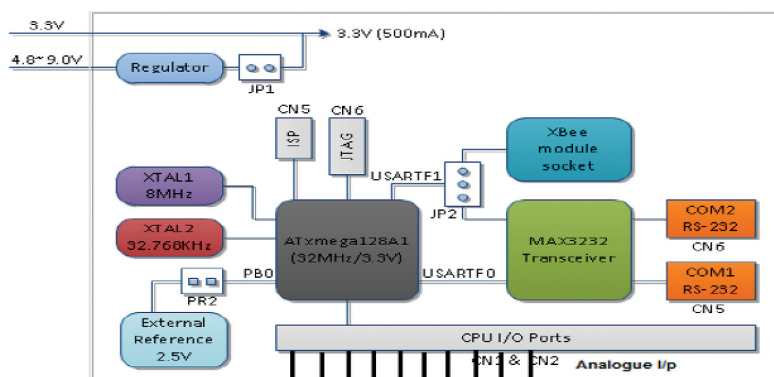 3.3V
3.3V (500mA)
4.8~9.0V
Regulator
JP1
CN5
CN6
ISP
JTAG
XBee
module
socket
USARTF1
XTAL1
8MHz
JP2
XTAL2
32.768KHz
ATxmega128A1
(32MHz/3.3V)
MAX3232
Transceiver
COM2
RS-232
CN6
PB0
USARTF0
COM1
RS-232
CN5
PR2
External
Reference
2.5V
CPU I/O Ports
CN1 & CN2
Analogue I/p